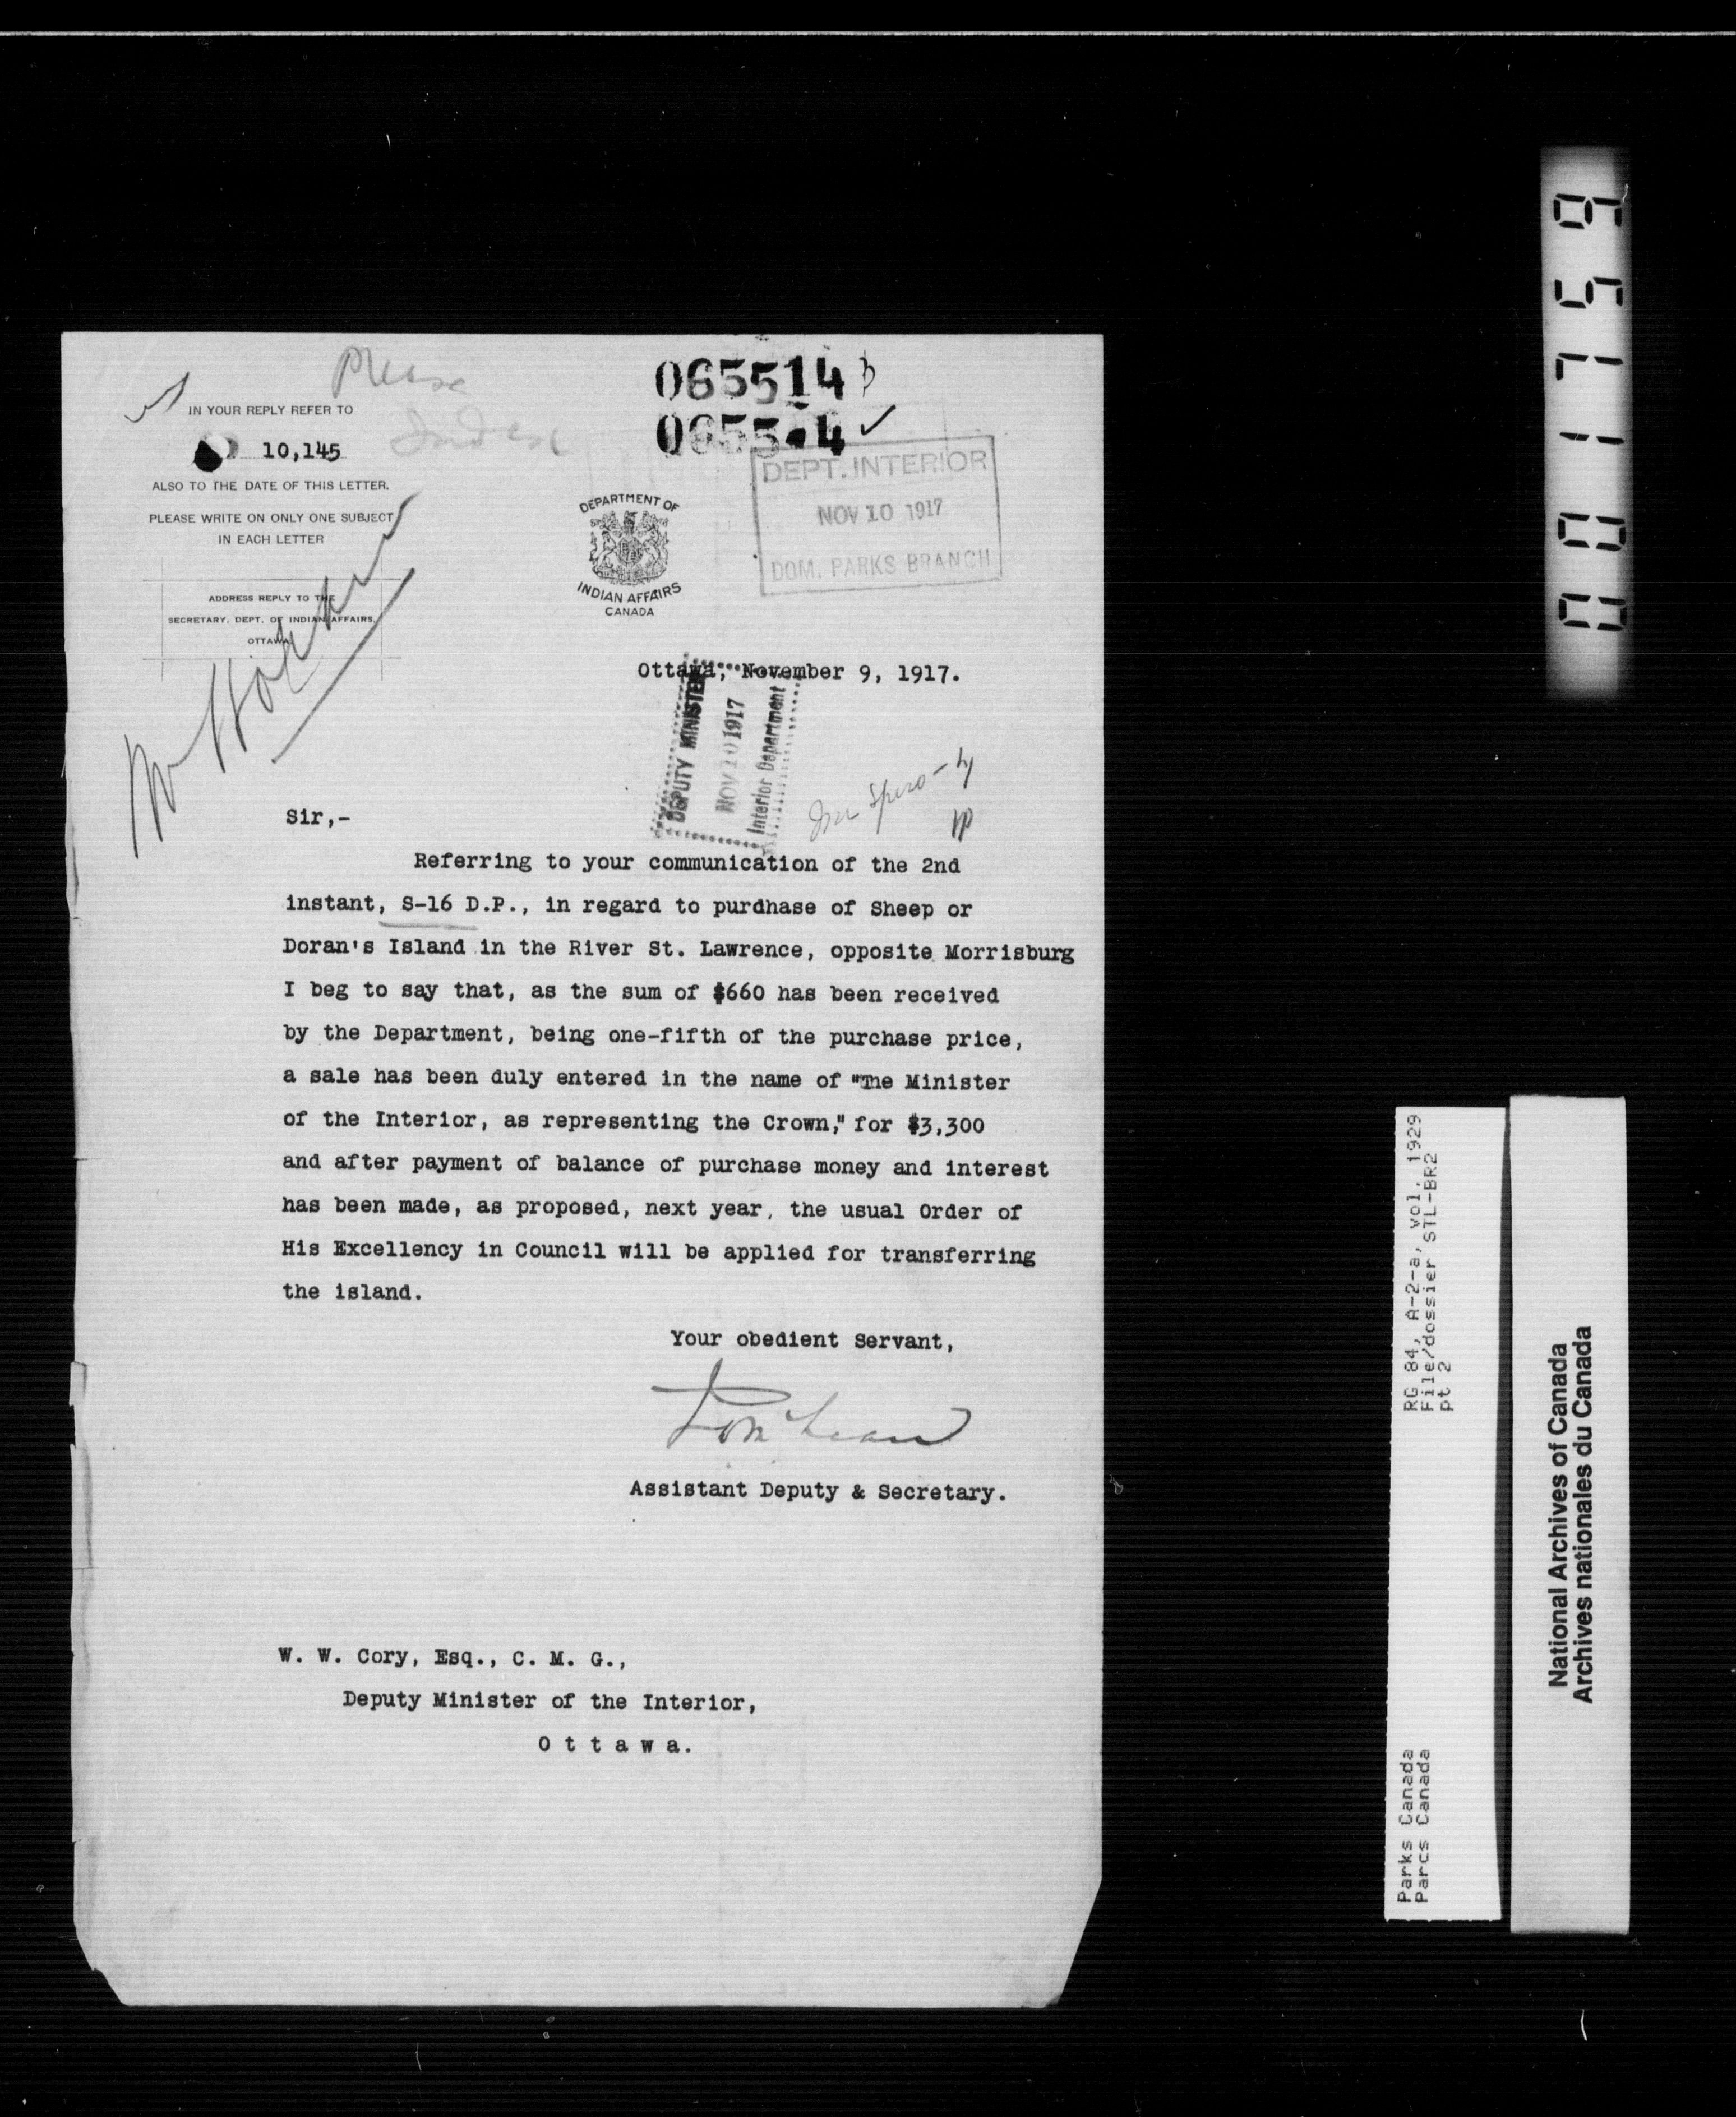 Please
Index
065514
IN YOUR REPLY REFER TO
10,145
ALSO TO THE DATE OF THIS LETTER.
PLEASE WRITE ON ONLY ONE SUBJECT
IN EACH LETTER
ADDRESS REPLY TO THE
SECRETARY, DEPT. OF INDIAN AFFAIRS,
OTTAWA.
DEPARTMENT OF
INDIAN AFFAIRS
CANADA
DEPT. INTERIOR
NOV 10 1917
DOM. PARKS BRANCH
Ottawa, November 9, 1917.
DEPUTY MINISTER
NOV 10 1917
Interior Department
Sir,-
Referring to your communication of the 2nd
instant, S-16 D.P., in regard to purdhase of Sheep or
Doran's Island in the River St. Lawrence, opposite Morrisburg
I beg to say that, as the sum of $660 has been received
by the Department, being one-fifth of the purchase price,
a sale has been duly entered in the name of "The Minister
of the Interior, as representing the Crown," for $3,300
and after payment of balance of purchase money and interest
has been made, as proposed, next year, the usual Order of
His Excellency in Council will be applied for transferring
the island.
Your obedient Servant,
Assistant Deputy & Secretary.
W. W. Cory, Esq., C. M. G.,
Deputy Minister of the Interior,
O t t a w a.
RG 84, A-2-a, vol. 1929
File/dossier STL-BR2
pt 2
Parks Canada
Parcs Canada
National Archives of Canada
Archives nationales du Canada